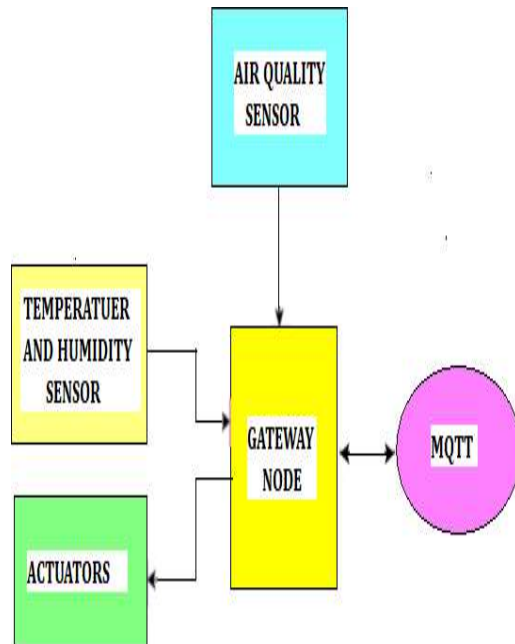 AIR QUALITY
SENSOR
TEMPERATUER
AND HUMIDITY
SENSOR
GATEWAY
NODE
MQTT
ACTUATORS